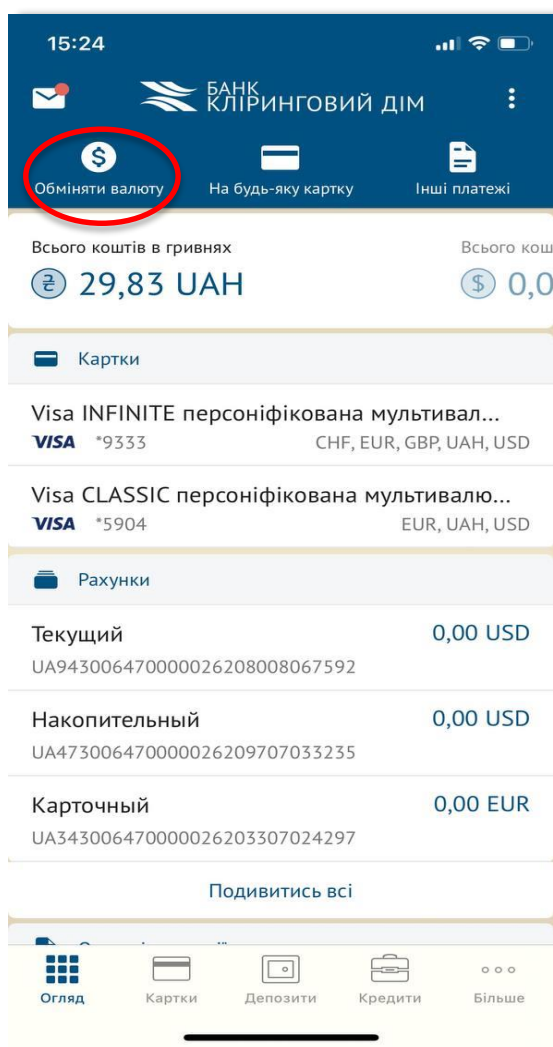 15:24
БАНК
КЛІРИНГОВИЙ ДІМ
Обміняти валюту На будь-яку картку Інші платежі
Всього коштів в гривнях Всього кош
29,83 UAH 0,0
Картки
Visa INFINITE персоніфікована мультивал...
VISA *9333 CHF, EUR, GBP, UAH, USD
Visa CLASSIC персоніфікована мультивалю...
VISA *5904 EUR, UAH, USD
Рахунки
Текущий 0,00 USD
UA943006470000026208008067592
Накопительный 0,00 USD
UA473006470000026209707033235
Карточный 0,00 EUR
UA343006470000026203307024297
Подивитись всі
Огляд Картки Депозити Кредити Більше